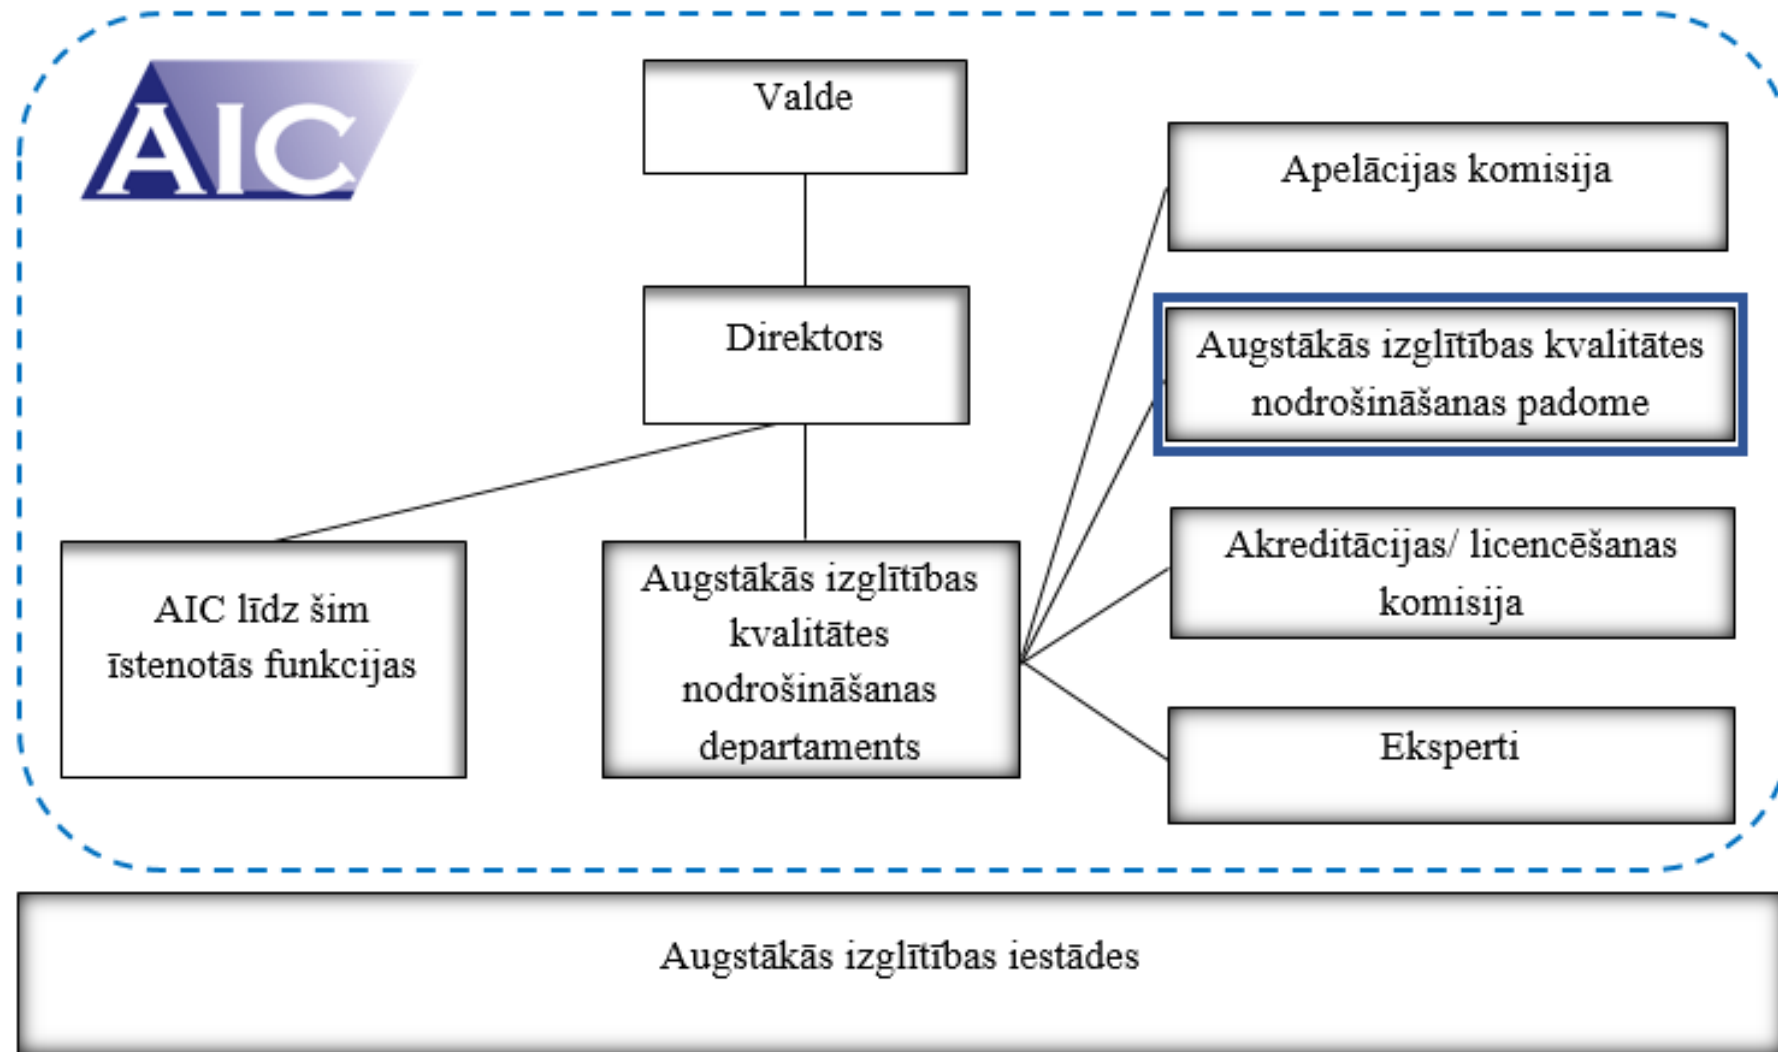 AIC
Valde
Direktors
AIC līdz šim
īstenotās funkcijas
Augstākās izglītības
kvalitātes
nodrošināšanas
departaments
Apelācijas komisija
Augstākās izglītības kvalitātes
nodrošināšanas padome
Akreditācijas/ licencēšanas
komisija
Eksperti
Augstākās izglītības iestādes